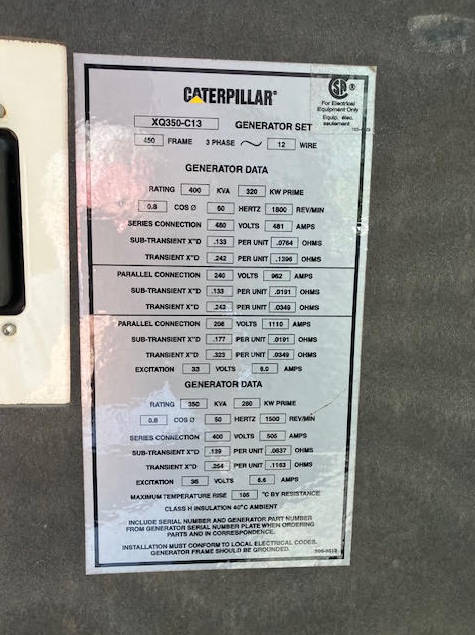 CATERPILLAR®
SA ®
For Electrical
Equipment Only
Equip. élec.
seulement
XQ350-C13 GENERATOR SET
450 FRAME 3 PHASE ~ 12 WIRE
GENERATOR DATA
RATING 400 KVA 320 KW PRIME
0.8 COS Ø 60 HERTZ 1800 REV/MIN
SERIES CONNECTION 480 VOLTS 481 AMPS
SUB-TRANSIENT X"D .133 PER UNIT .0764 OHMS
TRANSIENT X"D .242 PER UNIT .1396 OHMS
PARALLEL CONNECTION 240 VOLTS 962 AMPS
SUB-TRANSIENT X"D .133 PER UNIT .0191 OHMS
TRANSIENT X"D .242 PER UNIT .0349 OHMS
PARALLEL CONNECTION 208 VOLTS 1110 AMPS
SUB-TRANSIENT X"D .177 PER UNIT .0191 OHMS
TRANSIENT X"D .323 PER UNIT .0349 OHMS
EXCITATION 33 VOLTS 6.0 AMPS
GENERATOR DATA
RATING 350 KVA 280 KW PRIME
0.8 COS Ø 50 HERTZ 1500 REV/MIN
SERIES CONNECTION 400 VOLTS 505 AMPS
SUB-TRANSIENT X"D .139 PER UNIT .0637 OHMS
TRANSIENT X"D .254 PER UNIT .1163 OHMS
EXCITATION 36 VOLTS 6.6 AMPS
MAXIMUM TEMPERATURE RISE 105 °C BY RESISTANCE
CLASS H INSULATION 40°C AMBIENT
INCLUDE SERIAL NUMBER AND GENERATOR PART NUMBER
FROM GENERATOR SERIAL NUMBER PLATE WHEN ORDERING
PARTS AND IN CORRESPONDENCE.
INSTALLATION MUST CONFORM TO LOCAL ELECTRICAL CODES.
GENERATOR FRAME SHOULD BE GROUNDED.